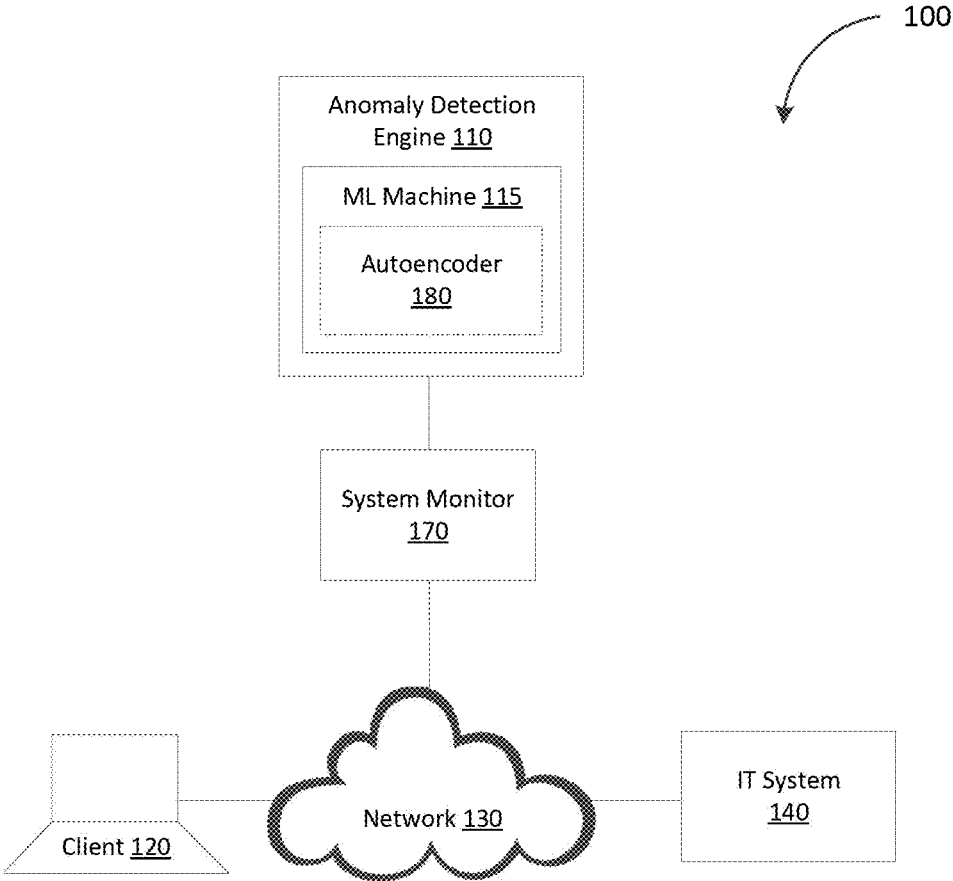 100
Anomaly Detection
Engine 110
ML Machine 115
Autoencoder
180
System Monitor
170
Network 130
Client 120
IT System
140